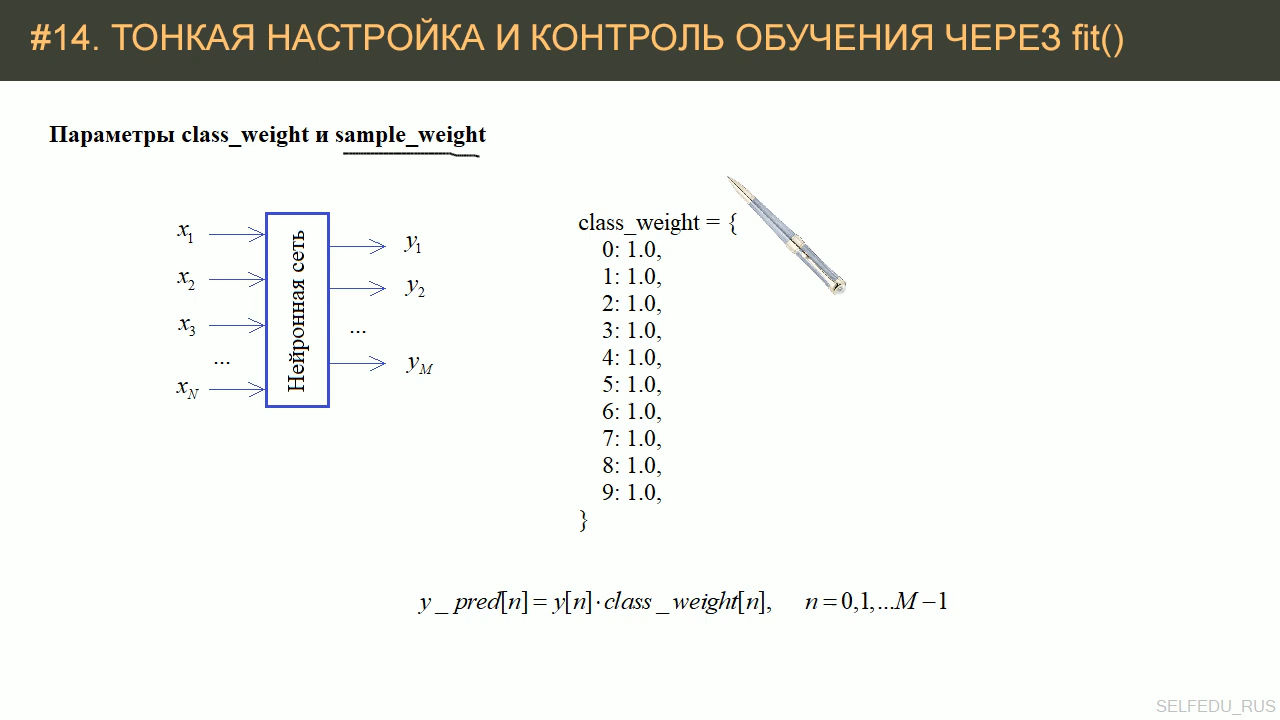 #14. ТОНКАЯ НАСТРОЙКА И КОНТРОЛЬ ОБУЧЕНИЯ ЧЕРЕЗ fit()
Параметры class_weight и sample_weight
x1
x2
x3
...
xN
Нейронная сеть
y1
y2
...
yM
class_weight = {
0: 1.0,
1: 1.0,
2: 1.0,
3: 1.0,
4: 1.0,
5: 1.0,
6: 1.0,
7: 1.0,
8: 1.0,
9: 1.0,
}
y_pred[n]=y[n]·class_weight[n], n=0,1,...M−1
SELFEDU_RUS